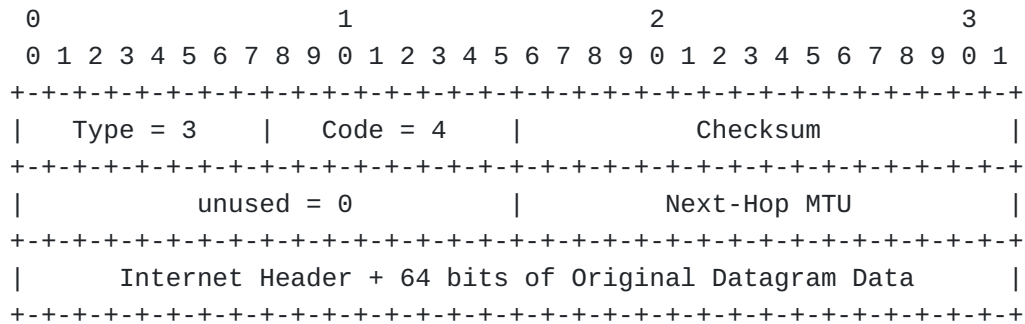 0                   1                   2                   3
 0 1 2 3 4 5 6 7 8 9 0 1 2 3 4 5 6 7 8 9 0 1 2 3 4 5 6 7 8 9 0 1
+-+-+-+-+-+-+-+-+-+-+-+-+-+-+-+-+-+-+-+-+-+-+-+-+-+-+-+-+-+-+-+-+
|   Type = 3    |   Code = 4    |           Checksum            |
+-+-+-+-+-+-+-+-+-+-+-+-+-+-+-+-+-+-+-+-+-+-+-+-+-+-+-+-+-+-+-+-+
|           unused = 0          |         Next-Hop MTU          |
+-+-+-+-+-+-+-+-+-+-+-+-+-+-+-+-+-+-+-+-+-+-+-+-+-+-+-+-+-+-+-+-+
|      Internet Header + 64 bits of Original Datagram Data      |
+-+-+-+-+-+-+-+-+-+-+-+-+-+-+-+-+-+-+-+-+-+-+-+-+-+-+-+-+-+-+-+-+